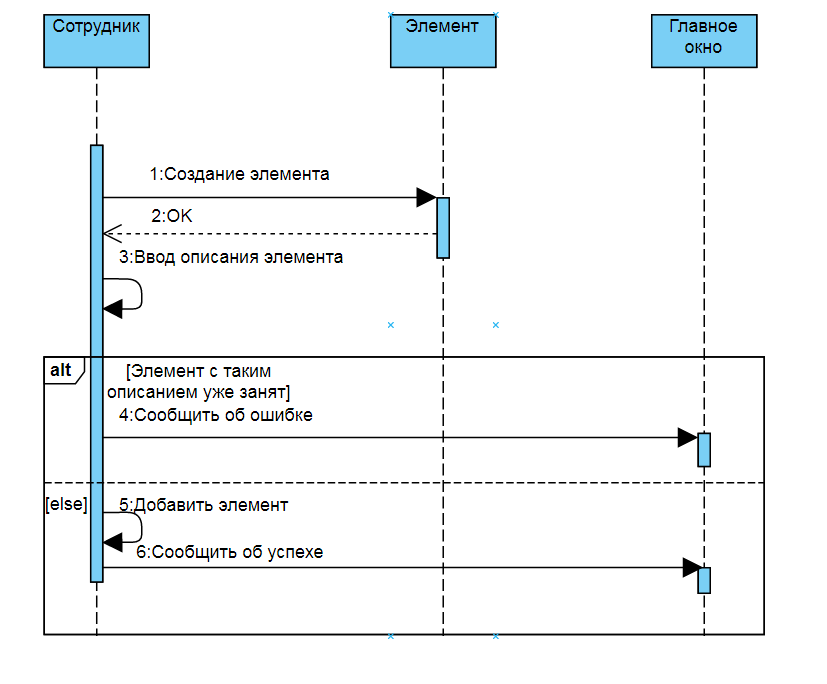 Сотрудник
Элемент
Главное
окно
1:Создание элемента
2:OK
3:Ввод описания элемента
alt
[Элемент с таким
описанием уже занят]
4:Сообщить об ошибке
[else]
5:Добавить элемент
6:Сообщить об успехе